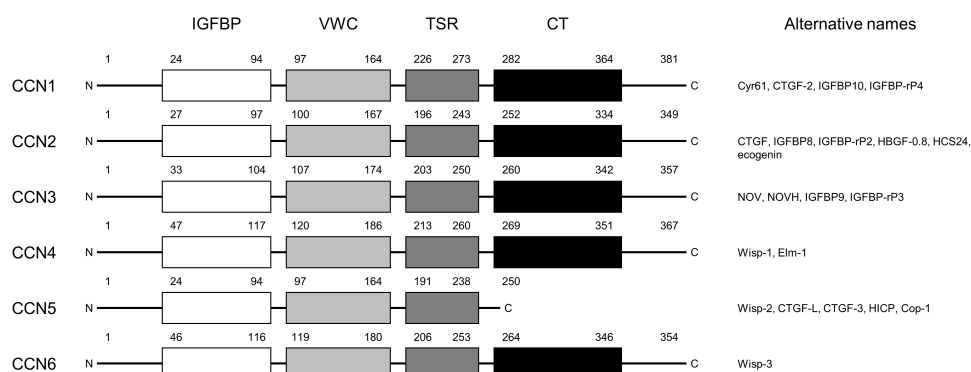 IGFBP VWC TSR CT Alternative names
1 24 94 97 164 226 273 282 364 381
CCN1 N C Cyr61, CTGF-2, IGFBP10, IGFBP-rP4
1 27 97 100 167 196 243 252 334 349
CCN2 N C CTGF, IGFBP8, IGFBP-rP2, HBGF-0.8, HCS24,
ecogenin
1 33 104 107 174 203 250 260 342 357
CCN3 N C NOV, NOVH, IGFBP9, IGFBP-rP3
1 47 117 120 186 213 260 269 351 367
CCN4 N C Wisp-1, Elm-1
1 24 94 97 164 191 238 250
CCN5 N C Wisp-2, CTGF-L, CTGF-3, HICP, Cop-1
1 46 116 119 180 206 253 264 346 354
CCN6 N C Wisp-3